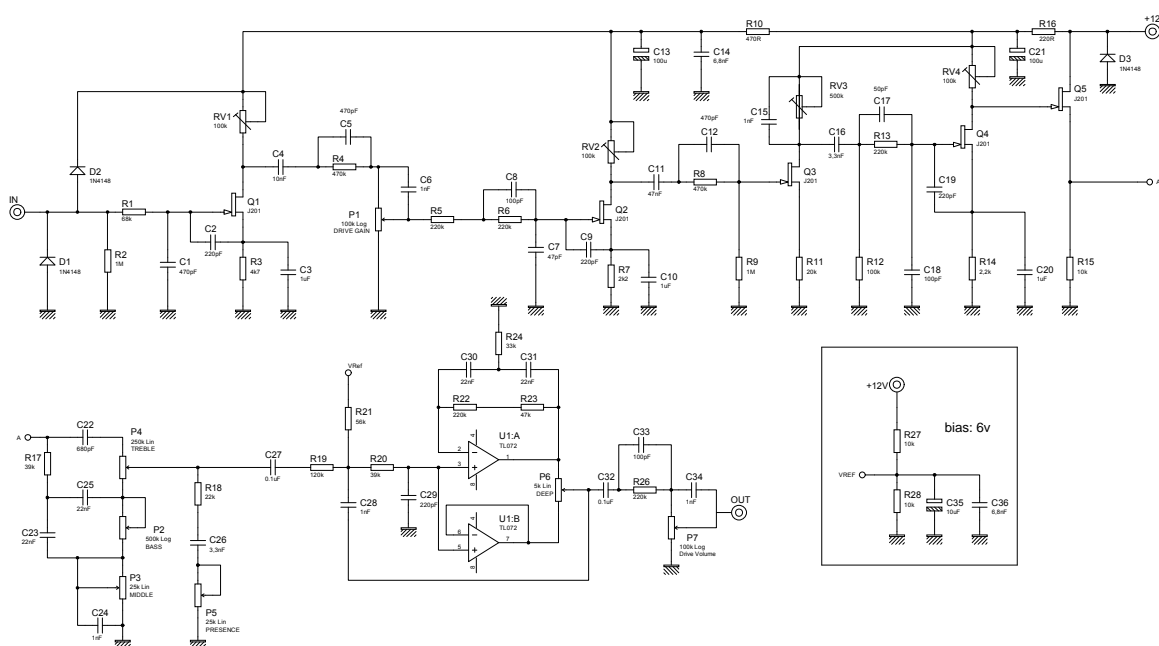 R10
470R
R16
220R
+12
C13
100u
C14
6,8nF
C21
100u
D3
1N4148
RV1
100k
470pF
C5
C4
10nF
R4
470k
D2
1N4148
IN
R1
68k
Q1
J201
C6
1nF
P1
100k Log
DRIVE GAIN
R5
220k
C8
100pF
R6
220k
RV2
100k
Q2
J201
C11
47nF
470pF
C12
R8
470k
C15
1nF
RV3
500k
Q3
J201
C16
3,3nF
50pF
C17
R13
220k
RV4
100k
Q4
J201
Q5
J201
C19
220pF
A
D1
1N4148
R2
1M
C2
220pF
C1
470pF
R3
4k7
C3
1uF
C7
47pF
C9
220pF
R7
2k2
C10
1uF
R9
1M
R11
20k
R12
100k
C18
100pF
R14
2,2k
C20
1uF
R15
10k
R24
33k
C30
22nF
C31
22nF
VRef
R22
220k
R23
47k
R21
56k
U1:A
TL072
4
2
3
1
8
A
C22
680pF
P4
250k Lin
TREBLE
R17
39k
C25
22nF
C23
22nF
P2
500k Log
BASS
P3
25k Lin
MIDDLE
C24
1nF
R18
22k
C26
3,3nF
P5
25k Lin
PRESENCE
C27
0.1uF
R19
120k
R20
39k
C28
1nF
C29
220pF
U1:B
TL072
4
6
5
7
8
P6
5k Lin
DEEP
C32
0.1uF
C33
100pF
R26
220k
C34
1nF
OUT
P7
100k Log
Drive Volume
+12V
R27
10k
bias: 6v
VREF
R28
10k
C35
10uF
C36
6,8nF